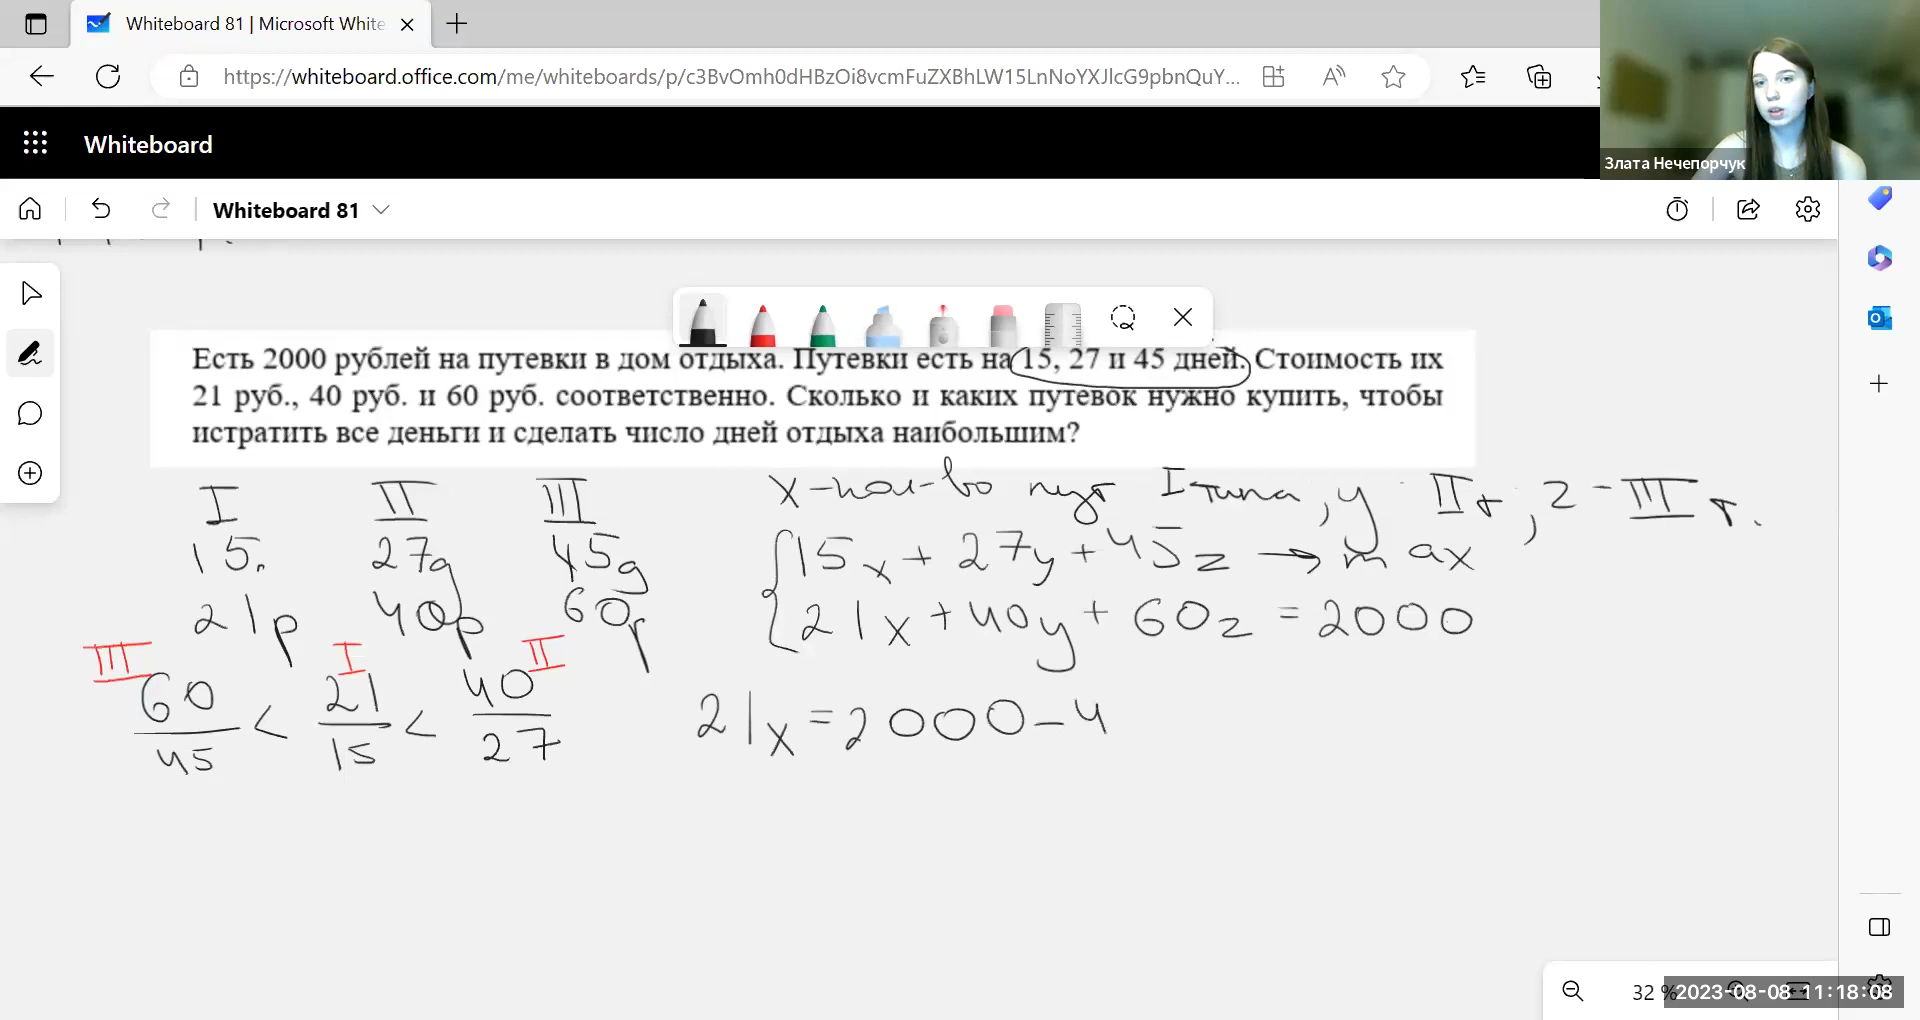 Whiteboard 81 | Microsoft White
https://whiteboard.office.com/me/whiteboards/p/c3BvOmh0dHBzOi8vcmFuZXBhLW15LnNoYXJlcG9pbnQuY...
Злата Нечепорчук
Whiteboard
Whiteboard 81
Есть 2000 рублей на путевки в дом отдыха. Путевки есть на 15, 27 и 45 дней. Стоимость их
21 руб., 40 руб. и 60 руб. соответственно. Сколько и каких путевок нужно купить, чтобы
истратить все деньги и сделать число дней отдыха наибольшим?
I II III
x-кол-во пут I типа, y - II т, z - III т.
15. 27д 45д
15x + 27y + 45z → max
21р 40р 60р
21x + 40y + 60z = 2000
III I II
60/45 < 21/15 < 40/27
21x = 2000 - 4
32 %
2023-08-08 11:18:08